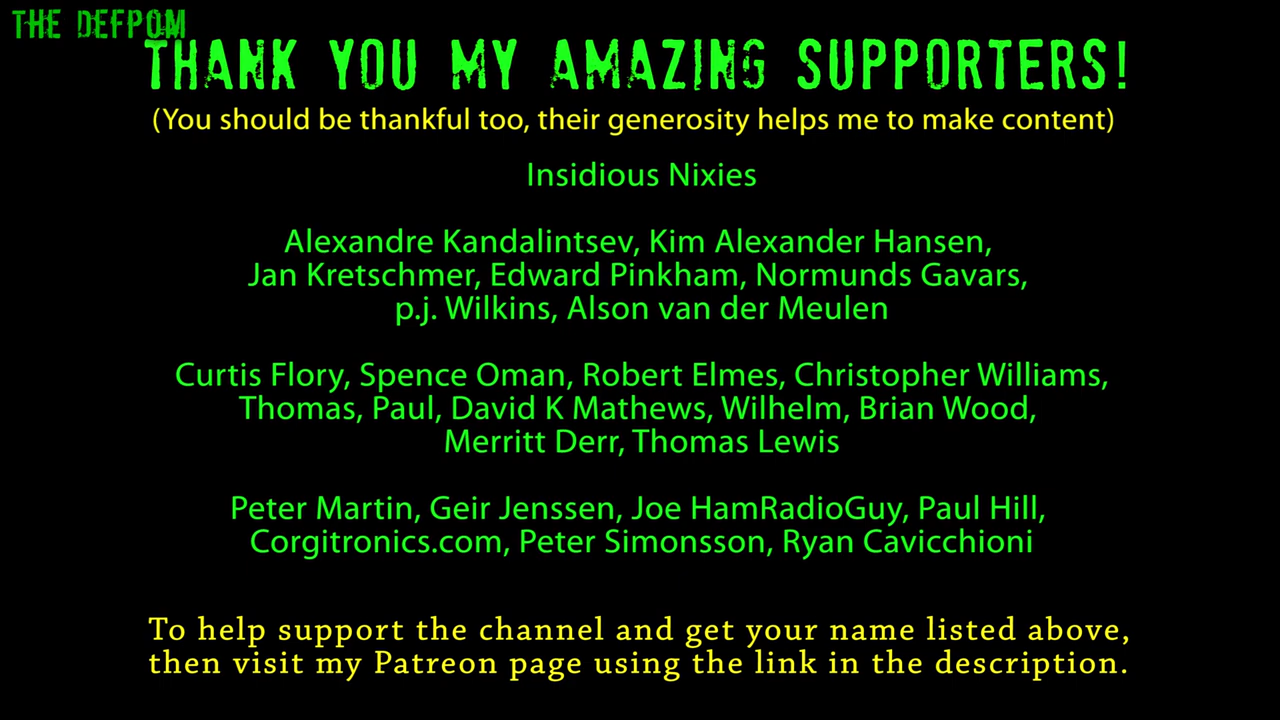 THE DEFPOM
THANK YOU MY AMAZING SUPPORTERS!
(You should be thankful too, their generosity helps me to make content)
Insidious Nixies
Alexandre Kandalintsev, Kim Alexander Hansen,
Jan Kretschmer, Edward Pinkham, Normunds Gavars,
p.j. Wilkins, Alson van der Meulen
Curtis Flory, Spence Oman, Robert Elmes, Christopher Williams,
Thomas, Paul, David K Mathews, Wilhelm, Brian Wood,
Merritt Derr, Thomas Lewis
Peter Martin, Geir Jenssen, Joe HamRadioGuy, Paul Hill,
Corgitronics.com, Peter Simonsson, Ryan Cavicchioni
To help support the channel and get your name listed above,
then visit my Patreon page using the link in the description.